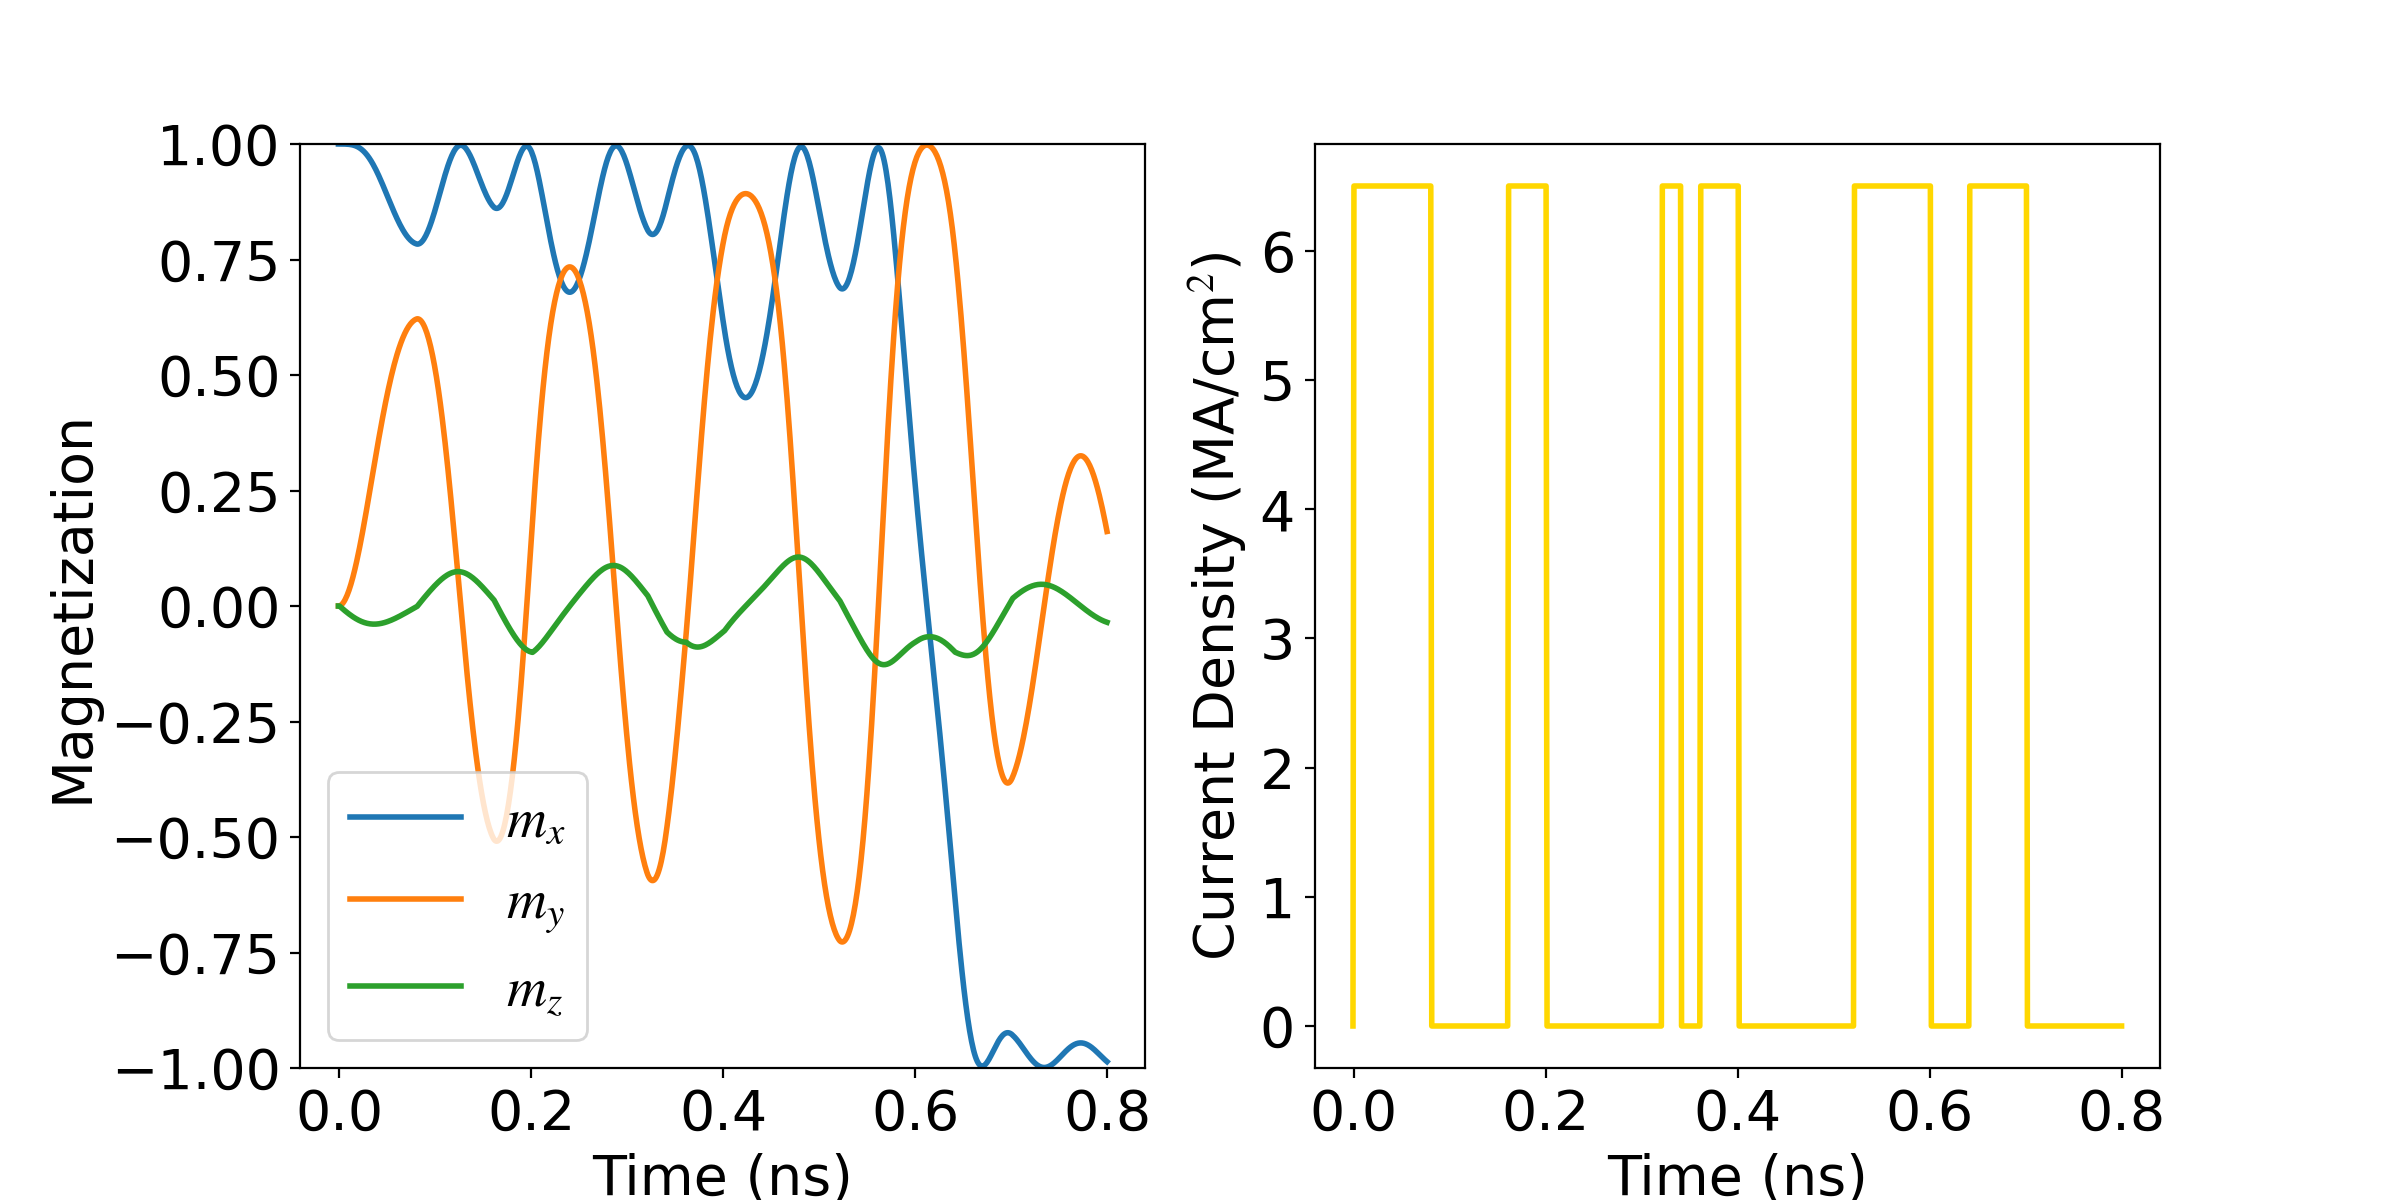 Magnetization
1.00
0.75
0.50
0.25
0.00
−0.25
−0.50
−0.75
−1.00
m_x
m_y
m_z
0.0 0.2 0.4 0.6 0.8
Time (ns)
Current Density (MA/cm²)
6
5
4
3
2
1
0
0.0 0.2 0.4 0.6 0.8
Time (ns)